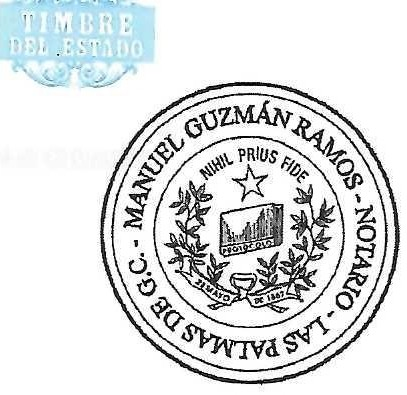 TIMBRE
DEL ESTADO
MANUEL GUZMÁN RAMOS - NOTARIO - LAS PALMAS DE G.C. -
NIHIL PRIUS FIDE
PROTOCOLO
28 MAYO DE 1862